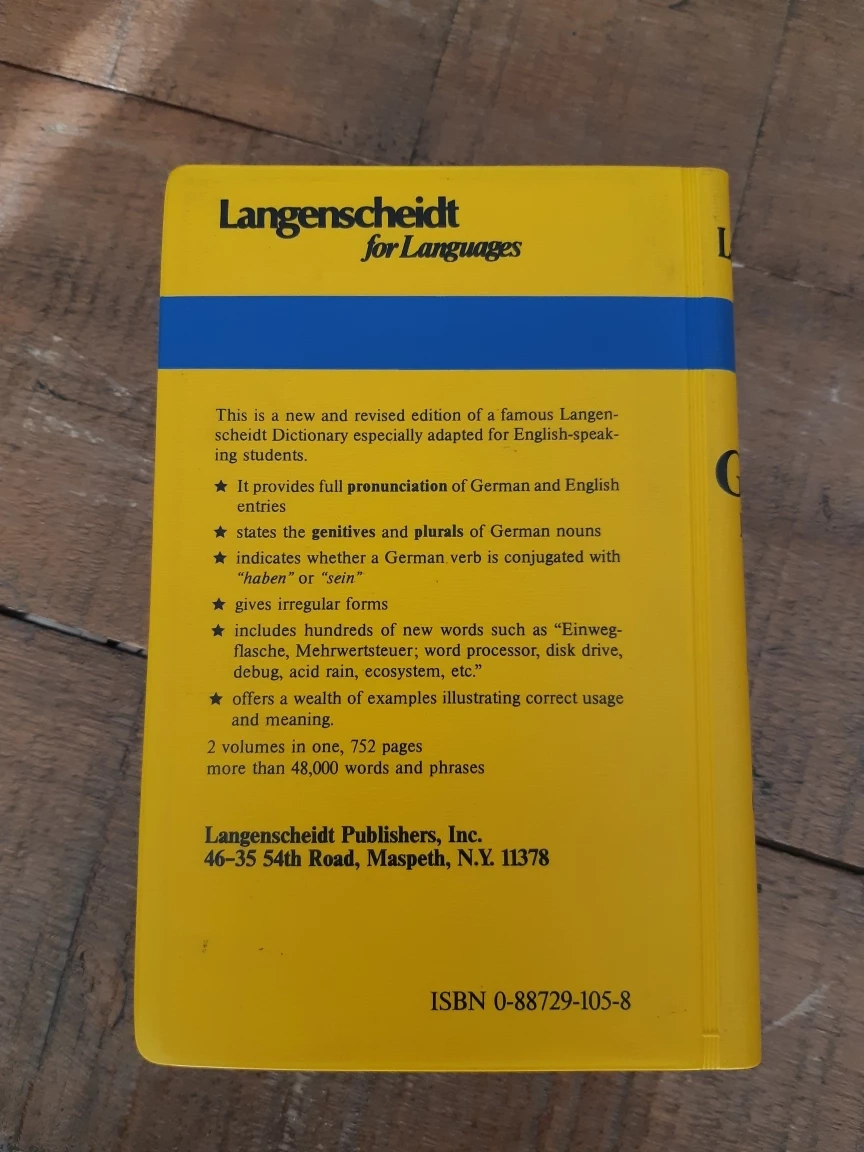 Langenscheidt
for Languages
This is a new and revised edition of a famous Langen-
scheidt Dictionary especially adapted for English-speak-
ing students.
★ It provides full pronunciation of German and English
entries
★ states the genitives and plurals of German nouns
★ indicates whether a German verb is conjugated with
“haben” or “sein”
★ gives irregular forms
★ includes hundreds of new words such as “Einweg-
flasche, Mehrwertsteuer; word processor, disk drive,
debug, acid rain, ecosystem, etc.”
★ offers a wealth of examples illustrating correct usage
and meaning.
2 volumes in one, 752 pages
more than 48,000 words and phrases
Langenscheidt Publishers, Inc.
46–35 54th Road, Maspeth, N.Y. 11378
ISBN 0-88729-105-8
L
G